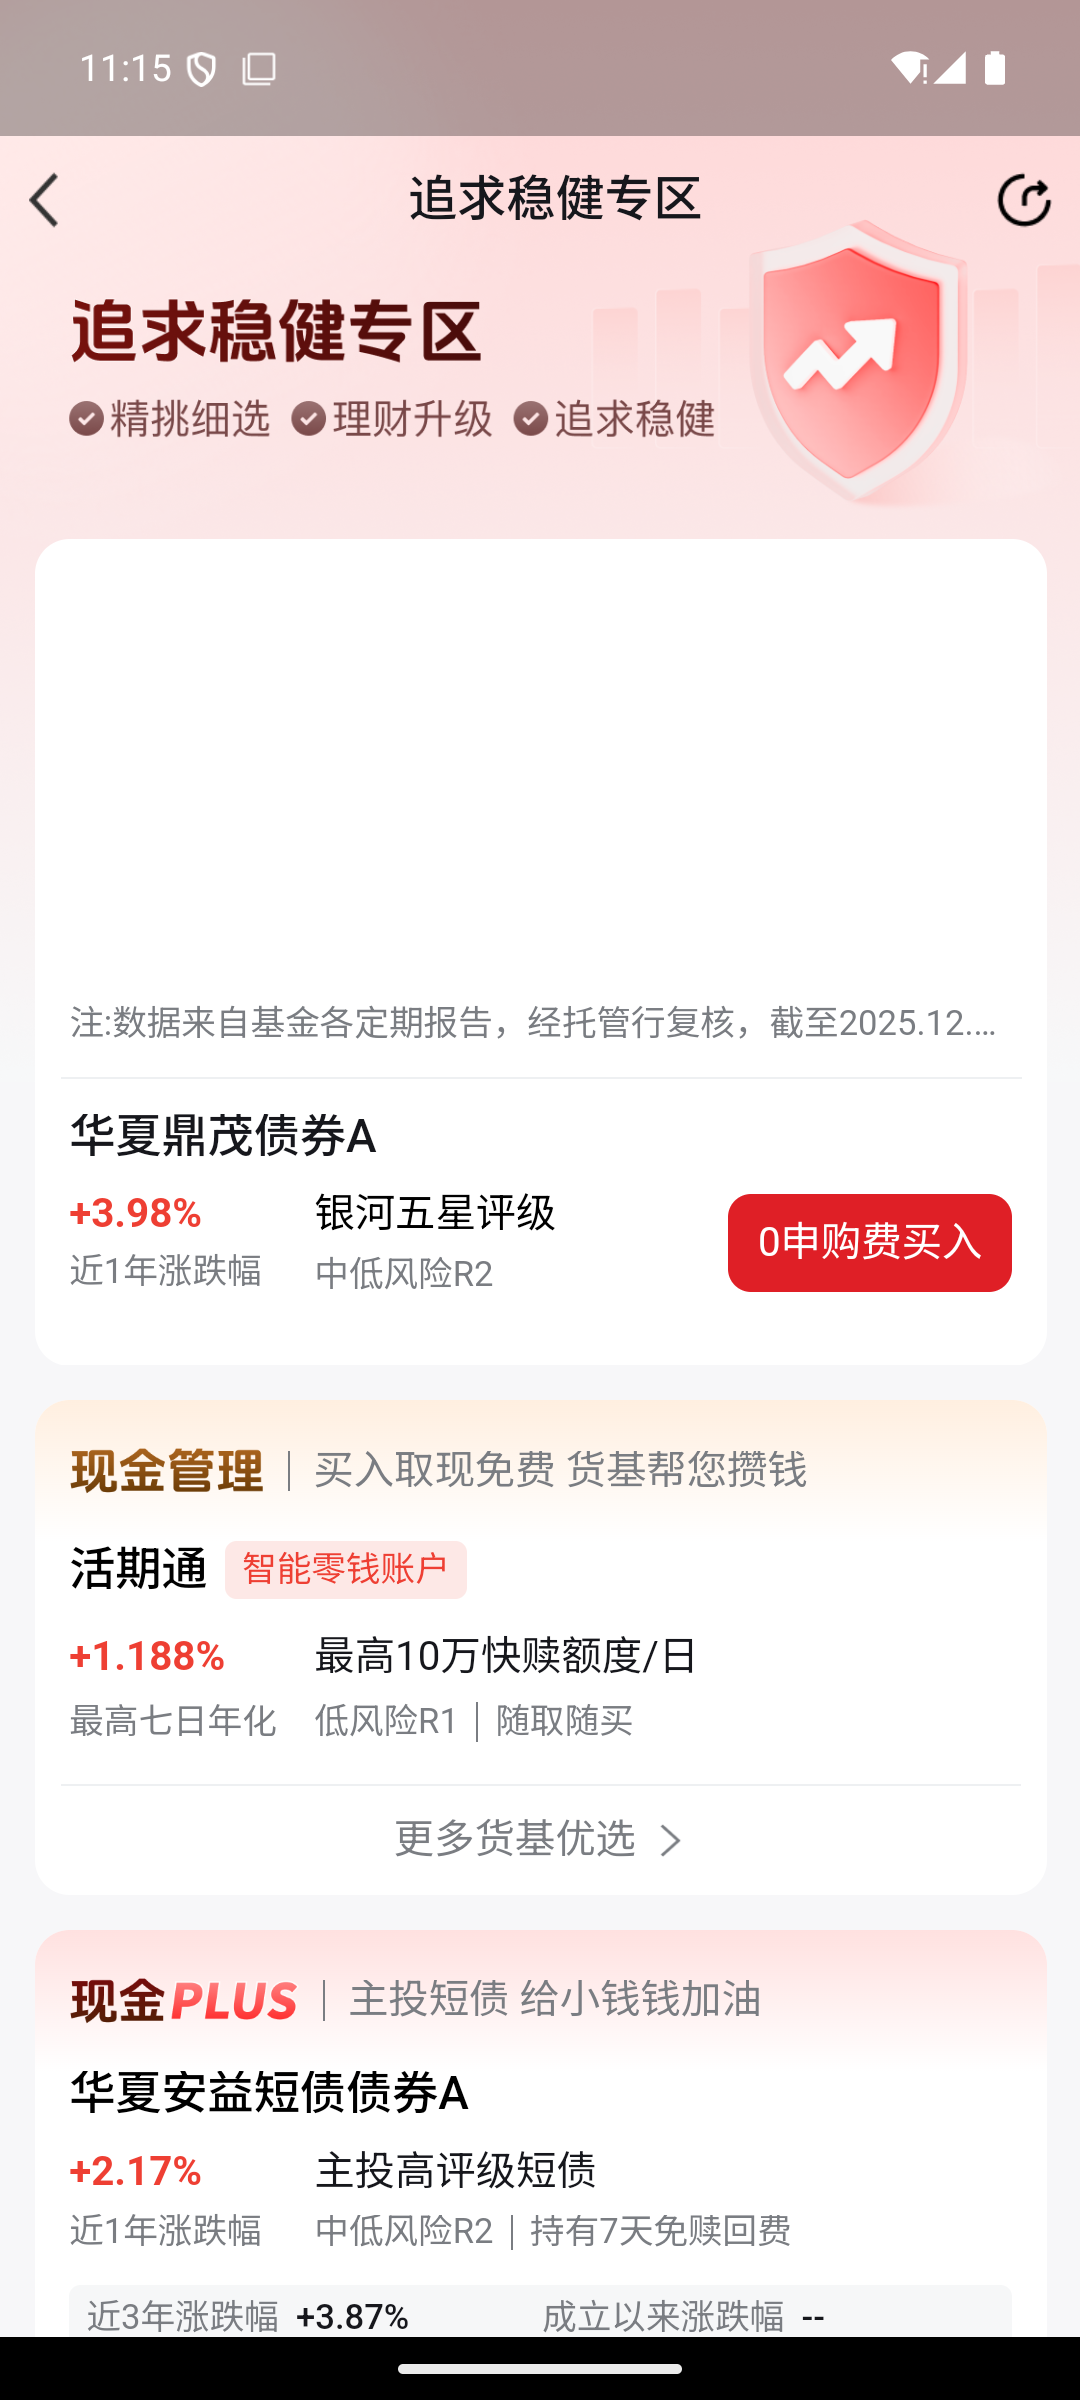 11:15
追求稳健专区
追求稳健专区
精挑细选 理财升级 追求稳健
注:数据来自基金各定期报告，经托管行复核，截至2025.12....
华夏鼎茂债券A
+3.98% 银河五星评级
0申购费买入
近1年涨跌幅 中低风险R2
现金管理 | 买入取现免费 货基帮您攒钱
活期通 智能零钱账户
+1.188% 最高10万快赎额度/日
最高七日年化 低风险R1 | 随取随买
更多货基优选
现金PLUS | 主投短债 给小钱钱加油
华夏安益短债债券A
+2.17% 主投高评级短债
近1年涨跌幅 中低风险R2 | 持有7天免赎回费
近3年涨跌幅 +3.87% 成立以来涨跌幅 --